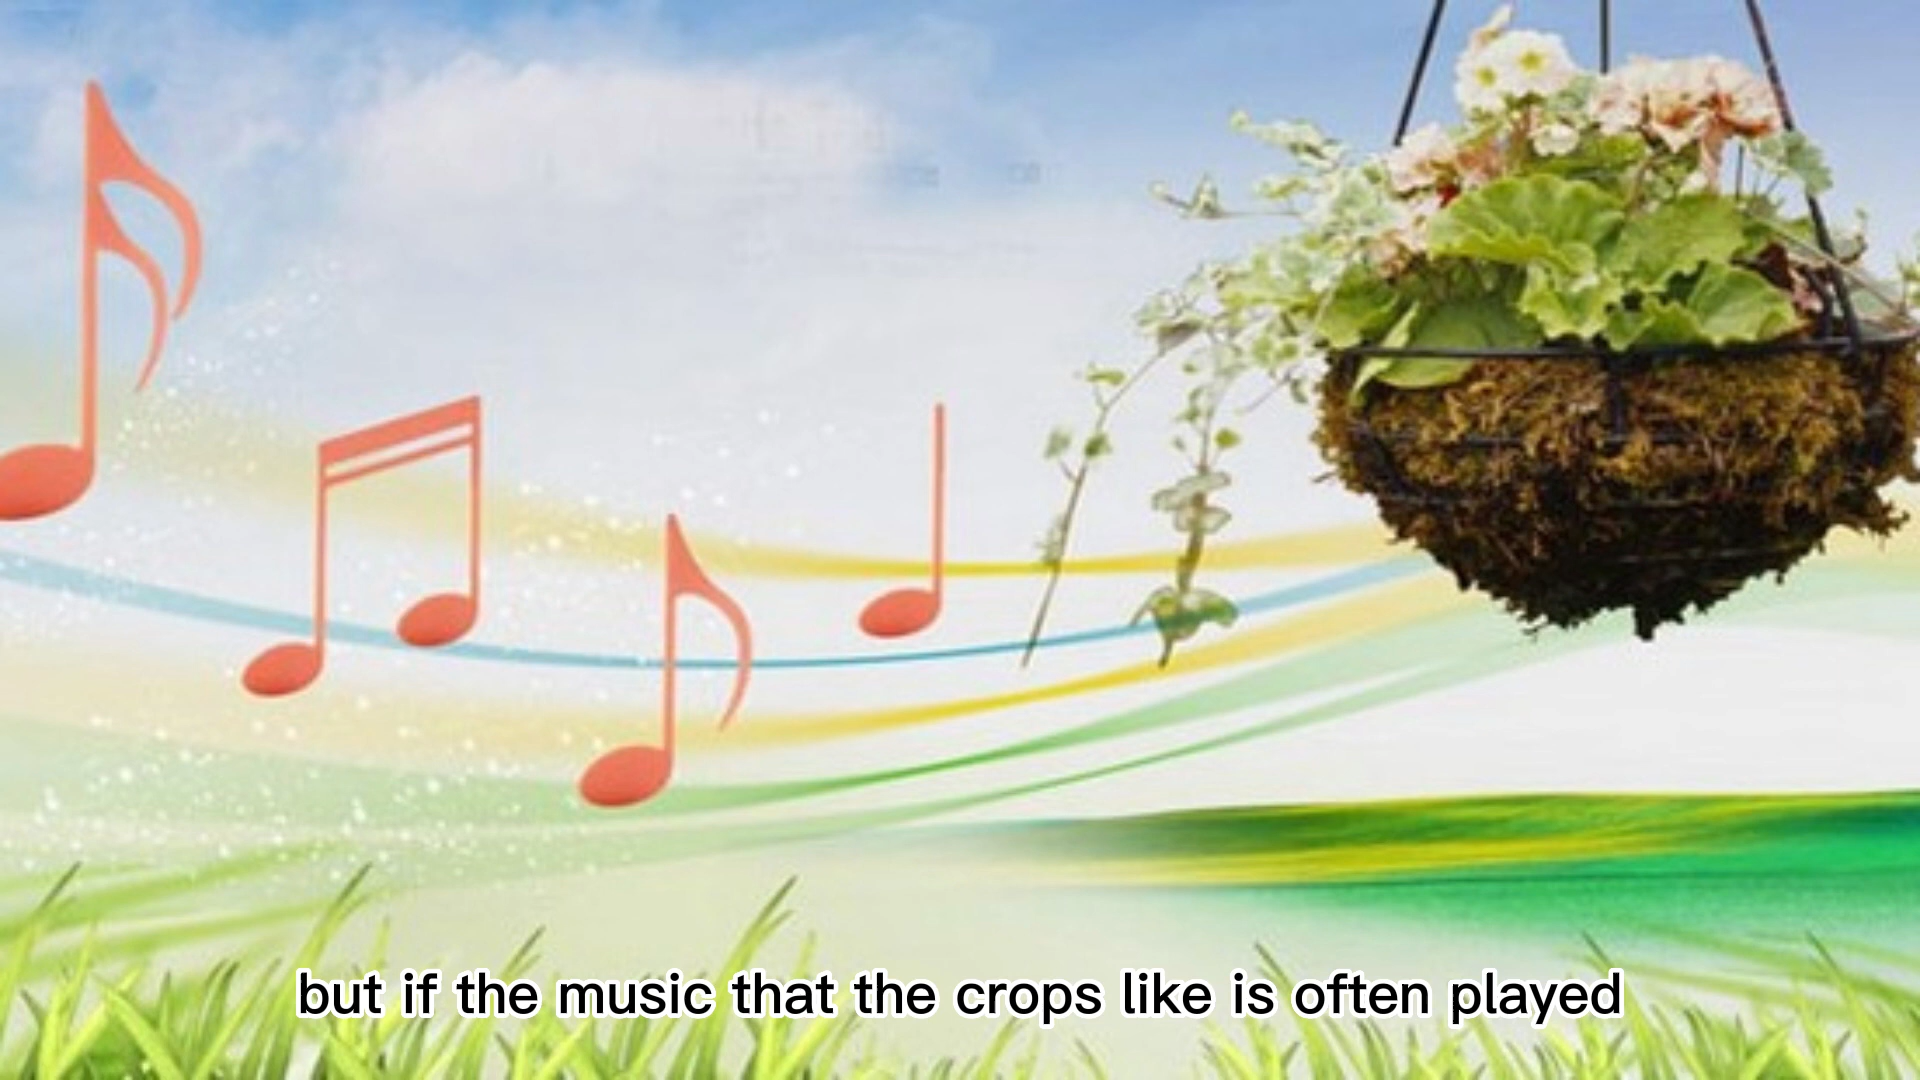 but if the music that the crops like is often played